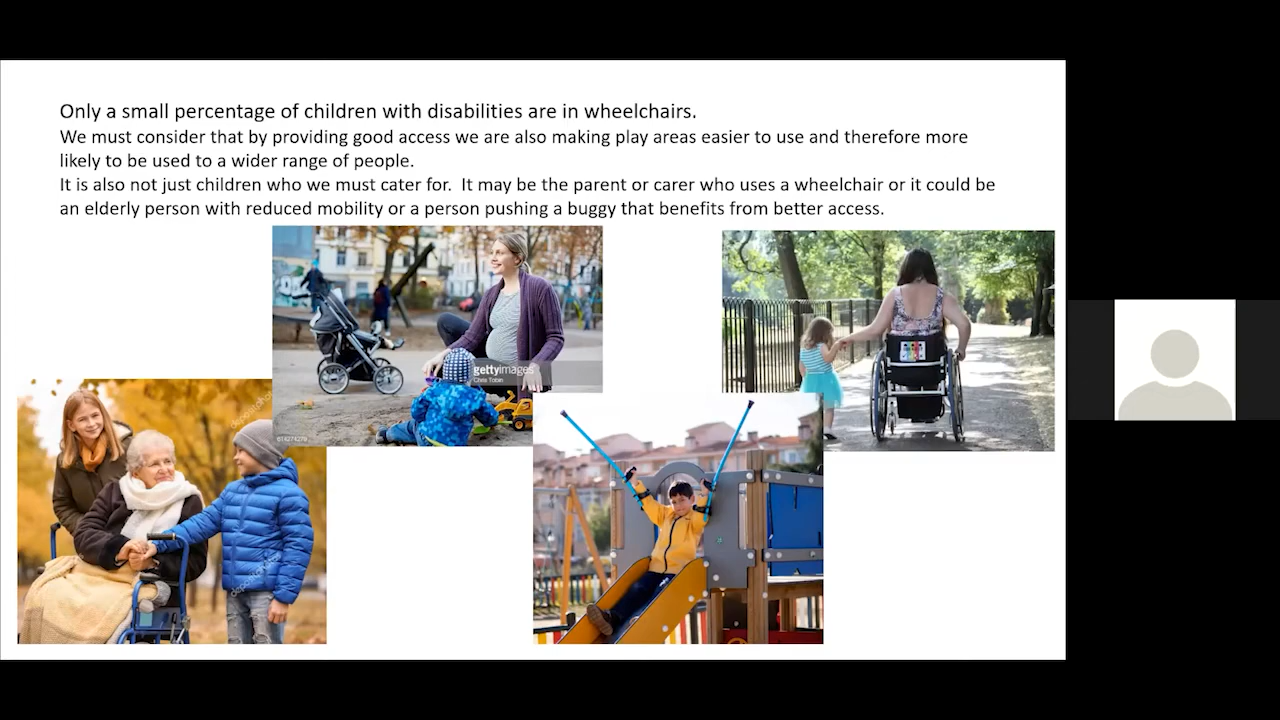 Only a small percentage of children with disabilities are in wheelchairs.
We must consider that by providing good access we are also making play areas easier to use and therefore more
likely to be used to a wider range of people.
It is also not just children who we must cater for.  It may be the parent or carer who uses a wheelchair or it could be
an elderly person with reduced mobility or a person pushing a buggy that benefits from better access.
gettyimages
Chris Tobin
depositphotos
depositphotos